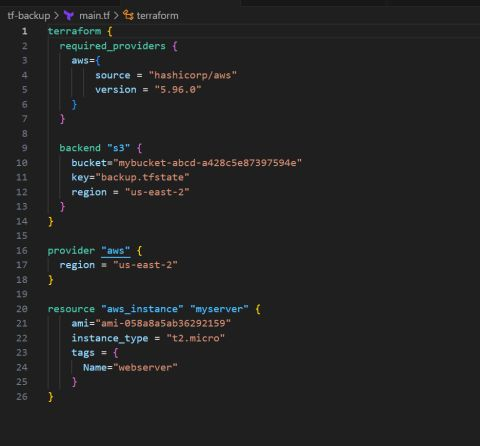 tf-backup > main.tf > terraform
1 terraform {
2   required_providers {
3     aws={
4         source = "hashicorp/aws"
5         version = "5.96.0"
6     }
7   }
8
9   backend "s3" {
10     bucket="mybucket-abcd-a428c5e87397594e"
11     key="backup.tfstate"
12     region = "us-east-2"
13   }
14 }
15
16 provider "aws" {
17   region = "us-east-2"
18 }
19
20 resource "aws_instance" "myserver" {
21     ami="ami-058a8a5ab36292159"
22     instance_type = "t2.micro"
23     tags = {
24       Name="webserver"
25     }
26 }